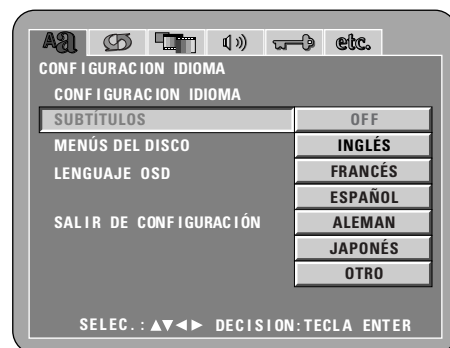 Aa etc.
CONFIGURACION IDIOMA
CONFIGURACION IDIOMA
SUBTÍTULOS OFF
MENÚS DEL DISCO INGLÉS
LENGUAJE OSD FRANCÉS
ESPAÑOL
SALIR DE CONFIGURACIÓN ALEMAN
JAPONÉS
OTRO
SELEC.:▲▼◄► DECISION:TECLA ENTER